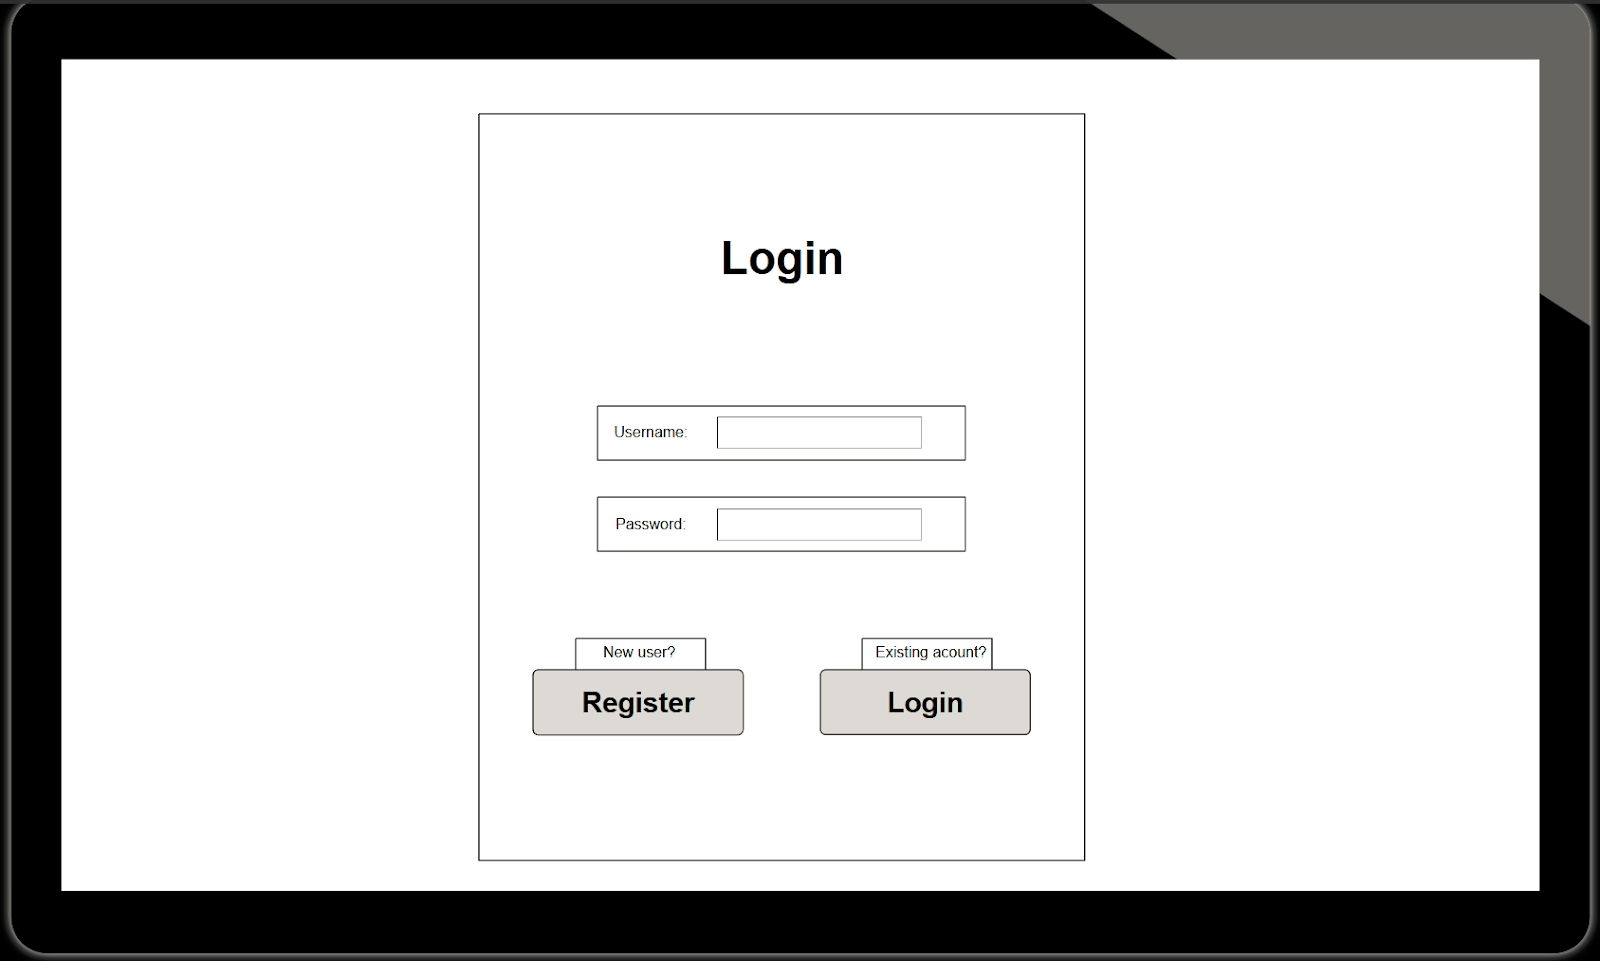 Login
Username:
Password:
New user?
Existing acount?
Register
Login